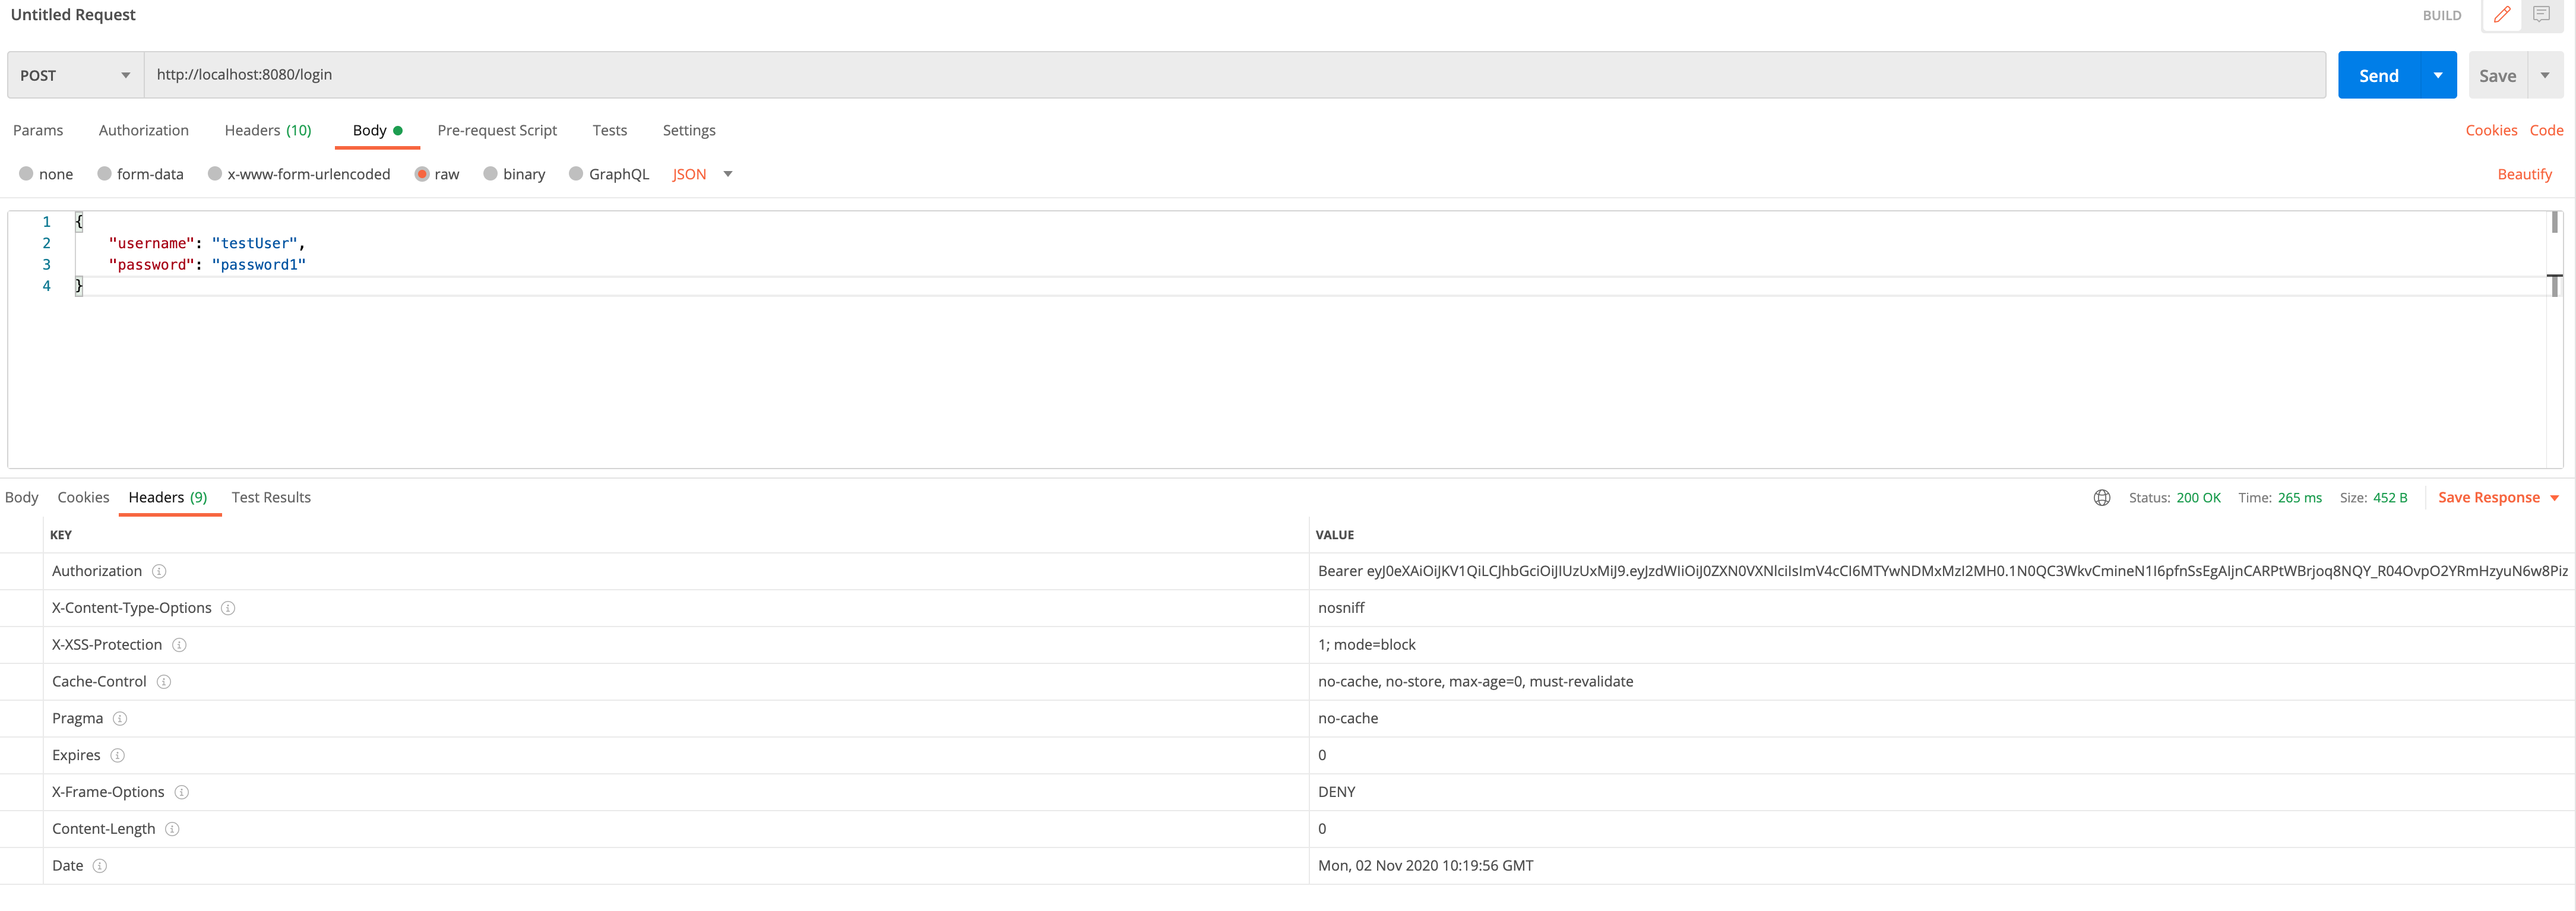 Untitled Request
BUILD
POST
http://localhost:8080/login
Send
Save
Params Authorization Headers (10) Body Pre-request Script Tests Settings
Cookies Code
none form-data x-www-form-urlencoded raw binary GraphQL JSON
Beautify
1 {
2 "username": "testUser",
3 "password": "password1"
4 }
Body Cookies Headers (9) Test Results
Status: 200 OK Time: 265 ms Size: 452 B Save Response
KEY VALUE
Authorization Bearer eyJ0eXAiOiJKV1QiLCJhbGciOiJIUzUxMiJ9.eyJzdWIiOiJ0ZXN0VXNlciIsImV4cCI6MTYwNDMxMzI2MH0.1N0QC3WkvCmineN1I6pfnSsEgAIjnCARPtWBrjoq8NQY_R04OvpO2YRmHzyuN6w8Piz
X-Content-Type-Options nosniff
X-XSS-Protection 1; mode=block
Cache-Control no-cache, no-store, max-age=0, must-revalidate
Pragma no-cache
Expires 0
X-Frame-Options DENY
Content-Length 0
Date Mon, 02 Nov 2020 10:19:56 GMT